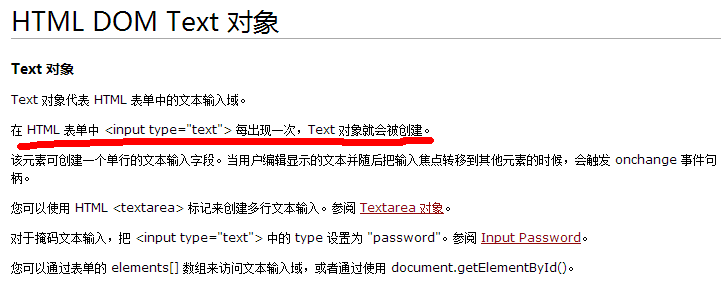 HTML DOM Text 对象
Text 对象
Text 对象代表 HTML 表单中的文本输入域。
在 HTML 表单中 <input type="text"> 每出现一次，Text 对象就会被创建。
该元素可创建一个单行的文本输入字段。当用户编辑显示的文本并随后把输入焦点转移到其他元素的时候，会触发 onchange 事件句
柄。
您可以使用 HTML <textarea> 标记来创建多行文本输入。参阅 Textarea 对象。
对于掩码文本输入，把 <input type="text"> 中的 type 设置为 "password"。参阅 Input Password。
您可以通过表单的 elements[] 数组来访问文本输入域，或者通过使用 document.getElementById()。